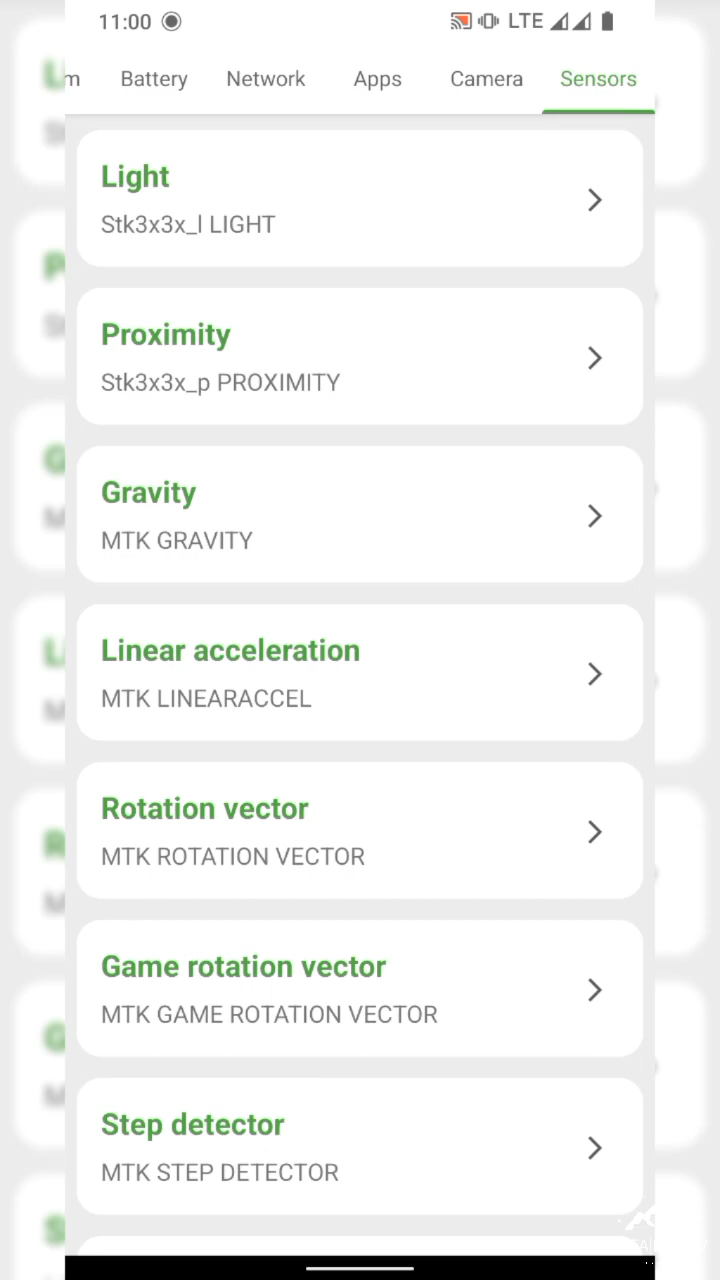 11:00 LTE
m Battery Network Apps Camera Sensors
Light
Stk3x3x_l LIGHT
Proximity
Stk3x3x_p PROXIMITY
Gravity
MTK GRAVITY
Linear acceleration
MTK LINEARACCEL
Rotation vector
MTK ROTATION VECTOR
Game rotation vector
MTK GAME ROTATION VECTOR
Step detector
MTK STEP DETECTOR